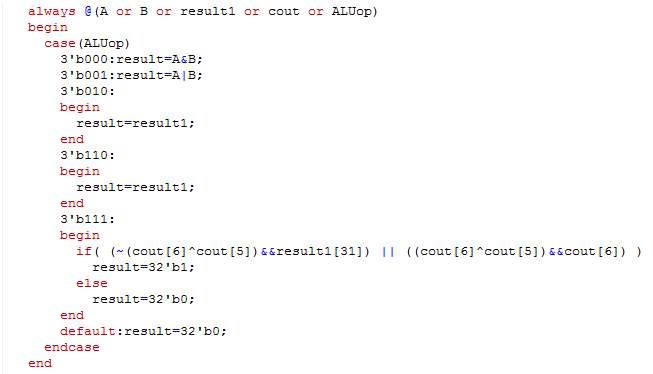 always @(A or B or result1 or cout or ALUop)
begin
  case(ALUop)
    3'b000:result=A&B;
    3'b001:result=A|B;
    3'b010:
    begin
      result=result1;
    end
    3'b110:
    begin
      result=result1;
    end
    3'b111:
    begin
      if( (~(cout[6]^cout[5])&&result1[31]) || ((cout[6]^cout[5])&&cout[6]) )
        result=32'b1;
      else
        result=32'b0;
    end
    default:result=32'b0;
  endcase
end